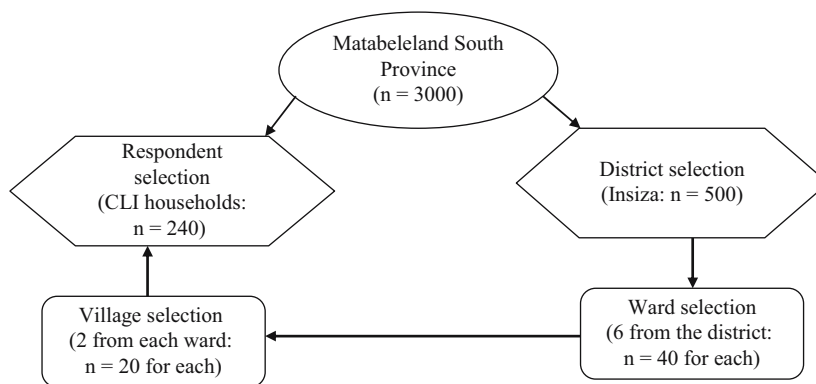 Matabeleland South
Province
(n = 3000)
Respondent
selection
(CLI households:
n = 240)
District selection
(Insiza: n = 500)
Village selection
(2 from each ward:
n = 20 for each)
Ward selection
(6 from the district:
n = 40 for each)